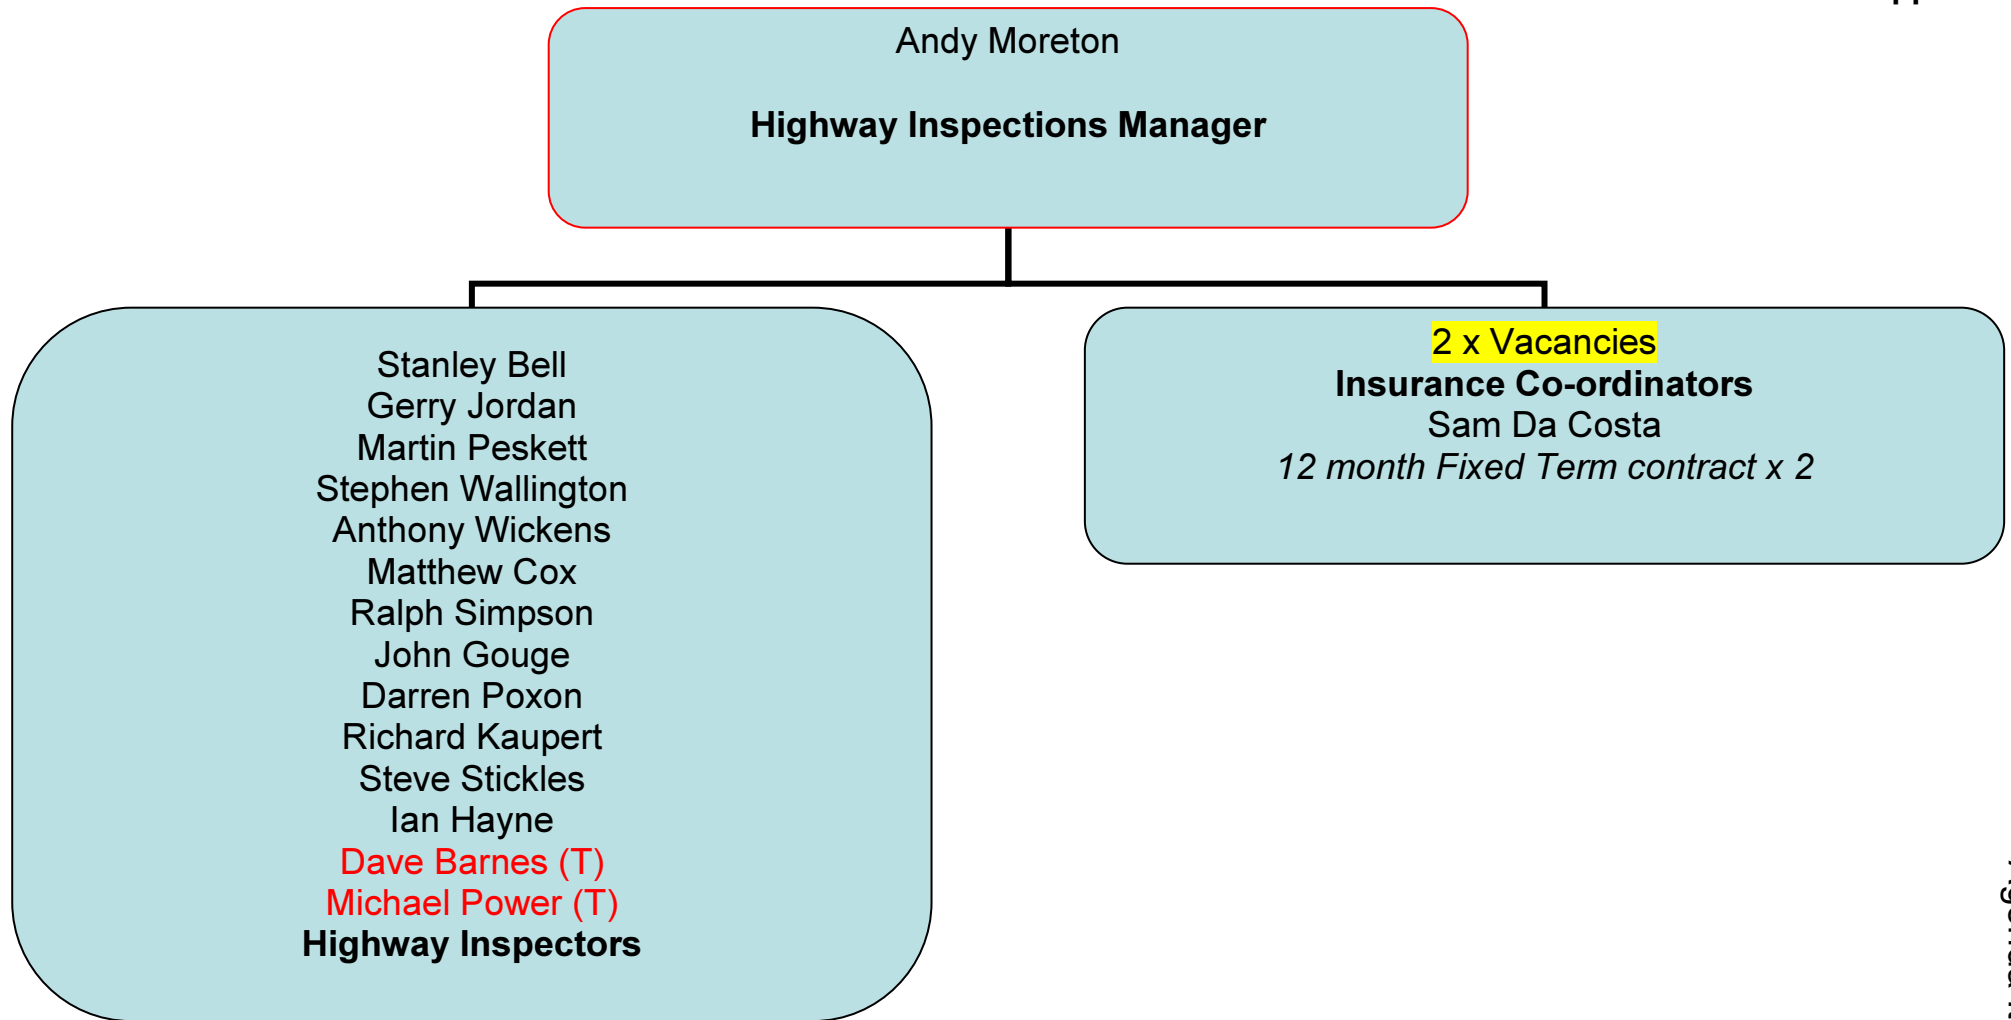 Andy Moreton
Highway Inspections Manager
Stanley Bell
Gerry Jordan
Martin Peskett
Stephen Wallington
Anthony Wickens
Matthew Cox
Ralph Simpson
John Gouge
Darren Poxon
Richard Kaupert
Steve Stickles
Ian Hayne
Dave Barnes (T)
Michael Power (T)
Highway Inspectors
2 x Vacancies
Insurance Co-ordinators
Sam Da Costa
12 month Fixed Term contract x 2